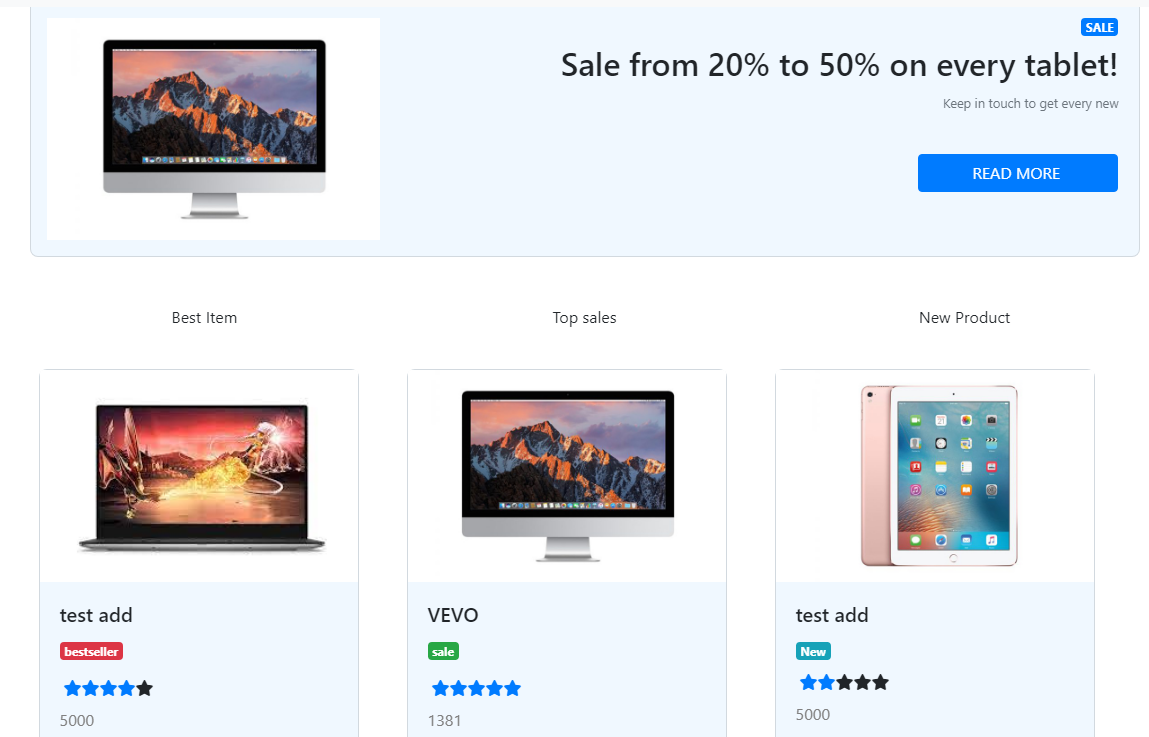 SALE
Sale from 20% to 50% on every tablet!
Keep in touch to get every new
READ MORE
Best Item
Top sales
New Product
test add
bestseller
5000
VEVO
sale
1381
test add
New
5000